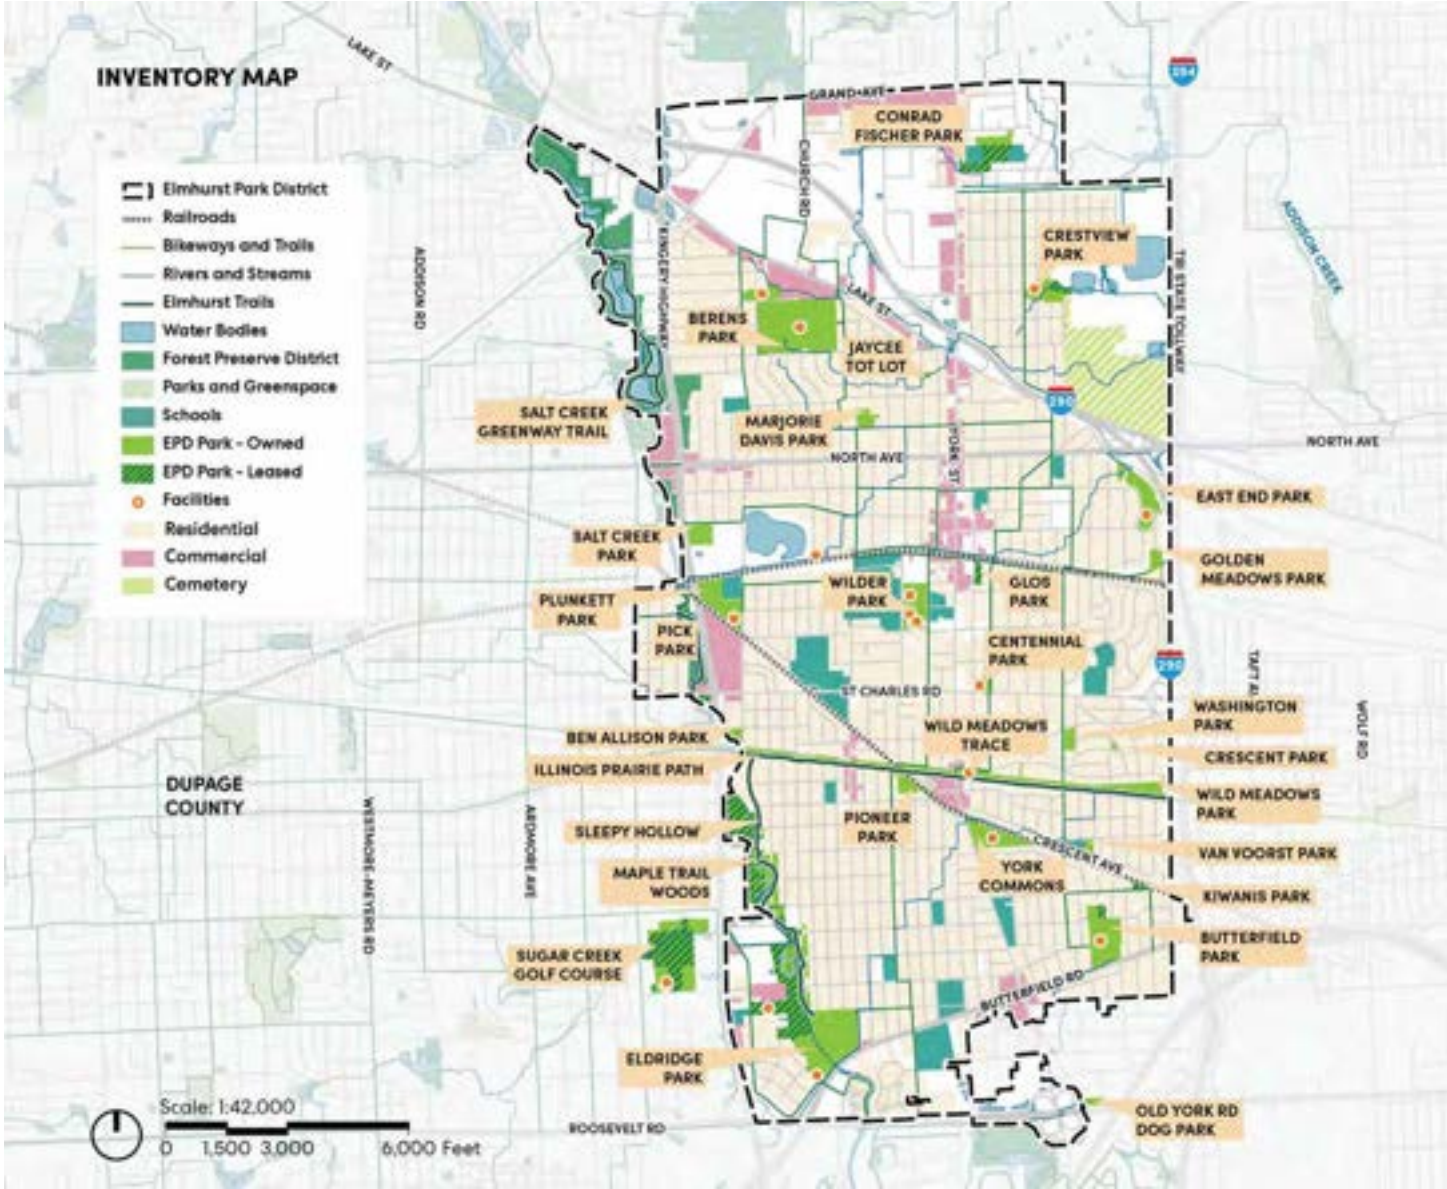 INVENTORY MAP
Elmhurst Park District
Railroads
Bikeways and Trails
Rivers and Streams
Elmhurst Trails
Water Bodies
Forest Preserve District
Parks and Greenspace
Schools
EPD Park - Owned
EPD Park - Leased
Facilities
Residential
Commercial
Cemetery
LAKE ST
GRAND AVE
CONRAD
FISCHER PARK
CHURCH RD
KINGERY HIGHWAY
ADDISON RD
ADDISON CREEK
CRESTVIEW
PARK
TRI STATE TOLLWAY
BERENS
PARK
LAKE ST
JAYCEE
TOT LOT
290
SALT CREEK
GREENWAY TRAIL
MARJORIE
DAVIS PARK
YORK ST
NORTH AVE
NORTH AVE
EAST END PARK
SALT CREEK
PARK
GOLDEN
MEADOWS PARK
WILDER
PARK
GLOS
PARK
PLUNKETT
PARK
PICK
PARK
CENTENNIAL
PARK
290
ST CHARLES RD
WASHINGTON
PARK
WOLF RD
WILD MEADOWS
TRACE
BEN ALLISON PARK
CRESCENT PARK
ILLINOIS PRAIRIE PATH
DUPAGE
COUNTY
WILD MEADOWS
PARK
WESTMORE-MEYERS RD
ARDMORE AVE
SLEEPY HOLLOW
PIONEER
PARK
CRESCENT AVE
VAN VOORST PARK
MAPLE TRAIL
WOODS
YORK
COMMONS
KIWANIS PARK
SUGAR CREEK
GOLF COURSE
BUTTERFIELD
PARK
BUTTERFIELD RD
ELDRIDGE
PARK
OLD YORK RD
DOG PARK
ROOSEVELT RD
Scale: 1:42,000
0 1,500 3,000 6,000 Feet